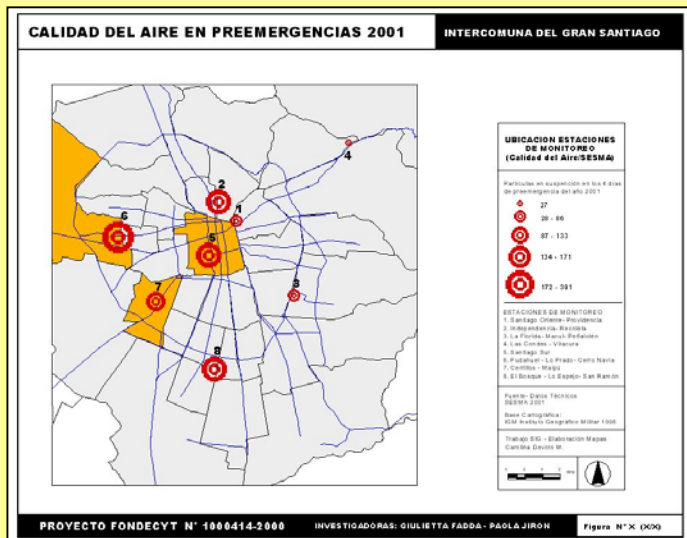 CALIDAD DEL AIRE EN PREEMERGENCIAS 2001
INTERCOMUNA DEL GRAN SANTIAGO
4
2
1
6
5
3
7
8
UBICACION ESTACIONES
DE MONITOREO
(Calidad del Aire/SESMA)
Partículas en suspención en los 4 días
de preemergencia del año 2001
27
28 - 86
87 - 133
134 - 171
172 - 391
ESTACIONES DE MONITOREO
1. Santiago Oriente- Providencia
2. Independencia- Recoleta
3. La Florida- Macul- Peñalolén
4. Las Condes - Vitacura
5. Santiago Sur
6. Pudahuel - Lo Prado- Cerro Navia
7. Cerrillos - Maipú
8. El Bosque - Lo Espejo- San Ramón
Fuente- Datos Técnicos
SESMA 2001
Base Cartográfica:
IGM Instituto Geográfico Militar
Trabajo SIG - Elaboración Mapas
Carolina Devoto M.
PROYECTO FONDECYT N° 1000414-2000
INVESTIGADORAS: GIULIETTA FADDA - PAOLA JIRON
Figura N° X (X/X)